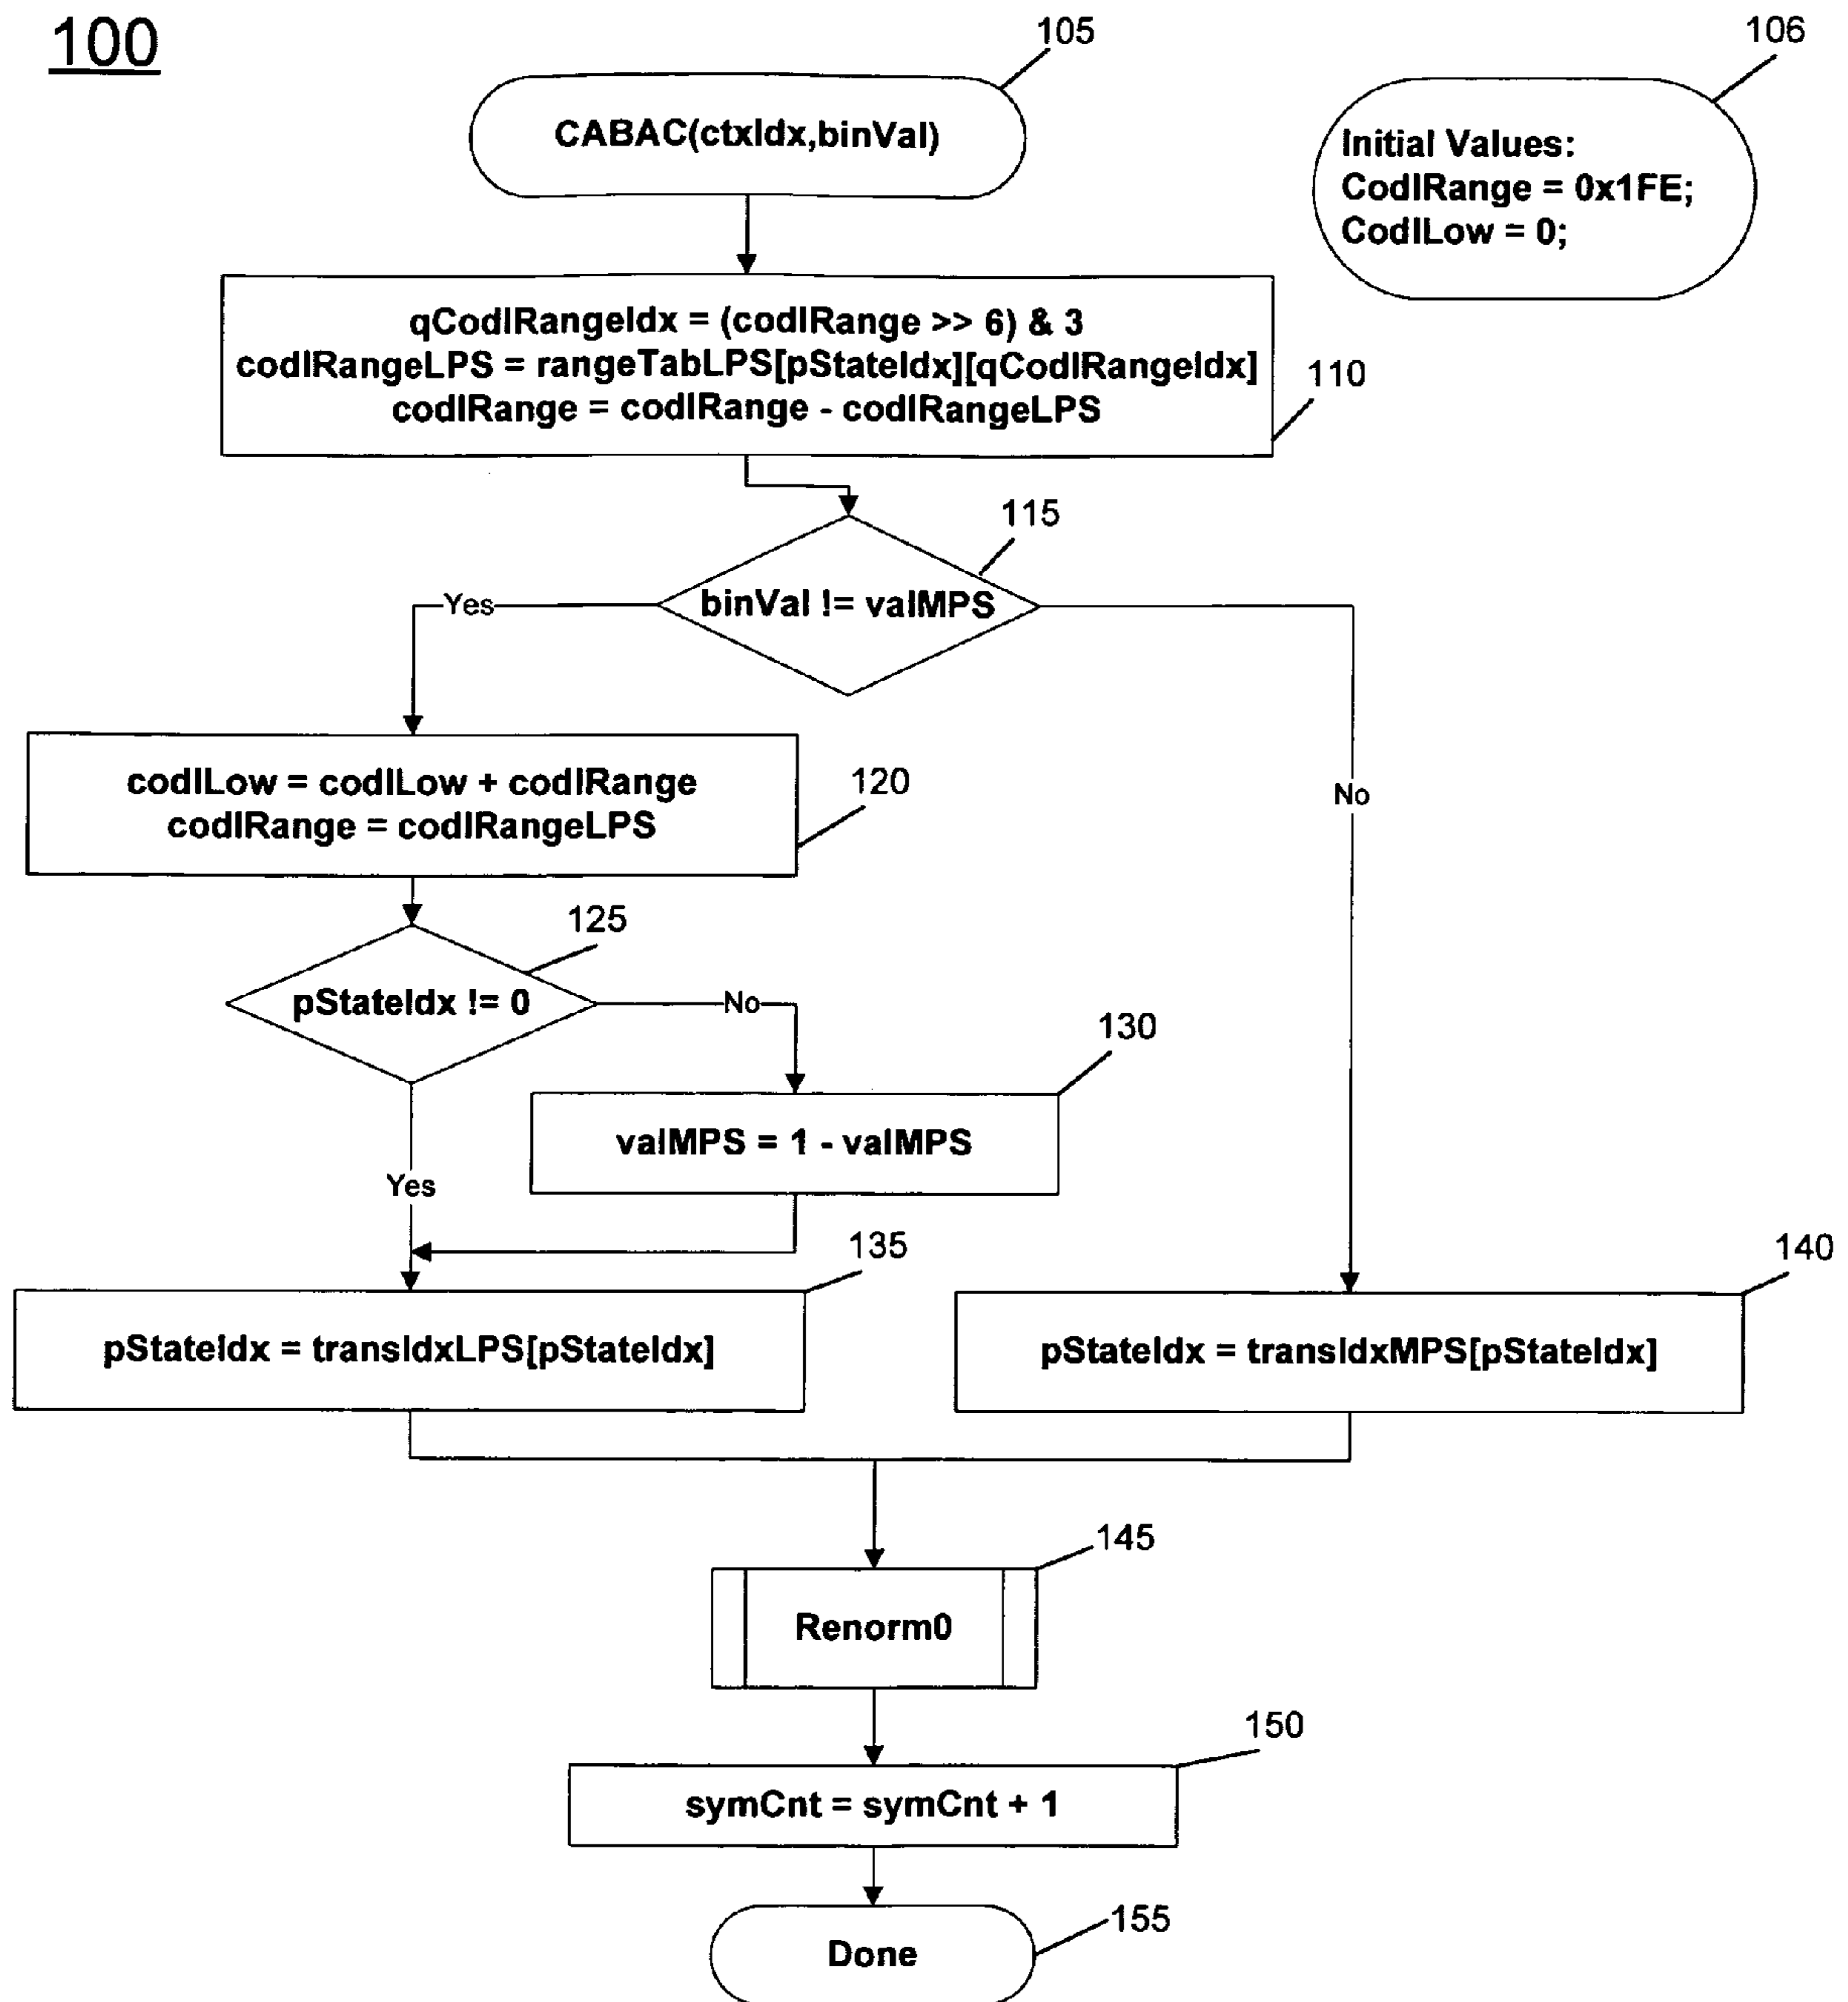 100
105
106
CABAC(ctxIdx,binVal)
Initial Values:
CodIRange = 0x1FE;
CodILow = 0;
qCodIRangeIdx = (codIRange >> 6) & 3
codIRangeLPS = rangeTabLPS[pStateIdx][qCodIRangeIdx]
codIRange = codIRange - codIRangeLPS
110
115
binVal != valMPS
Yes
No
codILow = codILow + codIRange
codIRange = codIRangeLPS
120
125
pStateIdx != 0
No
130
valMPS = 1 - valMPS
Yes
135
140
pStateIdx = transIdxLPS[pStateIdx]
pStateIdx = transIdxMPS[pStateIdx]
145
Renorm0
150
symCnt = symCnt + 1
155
Done